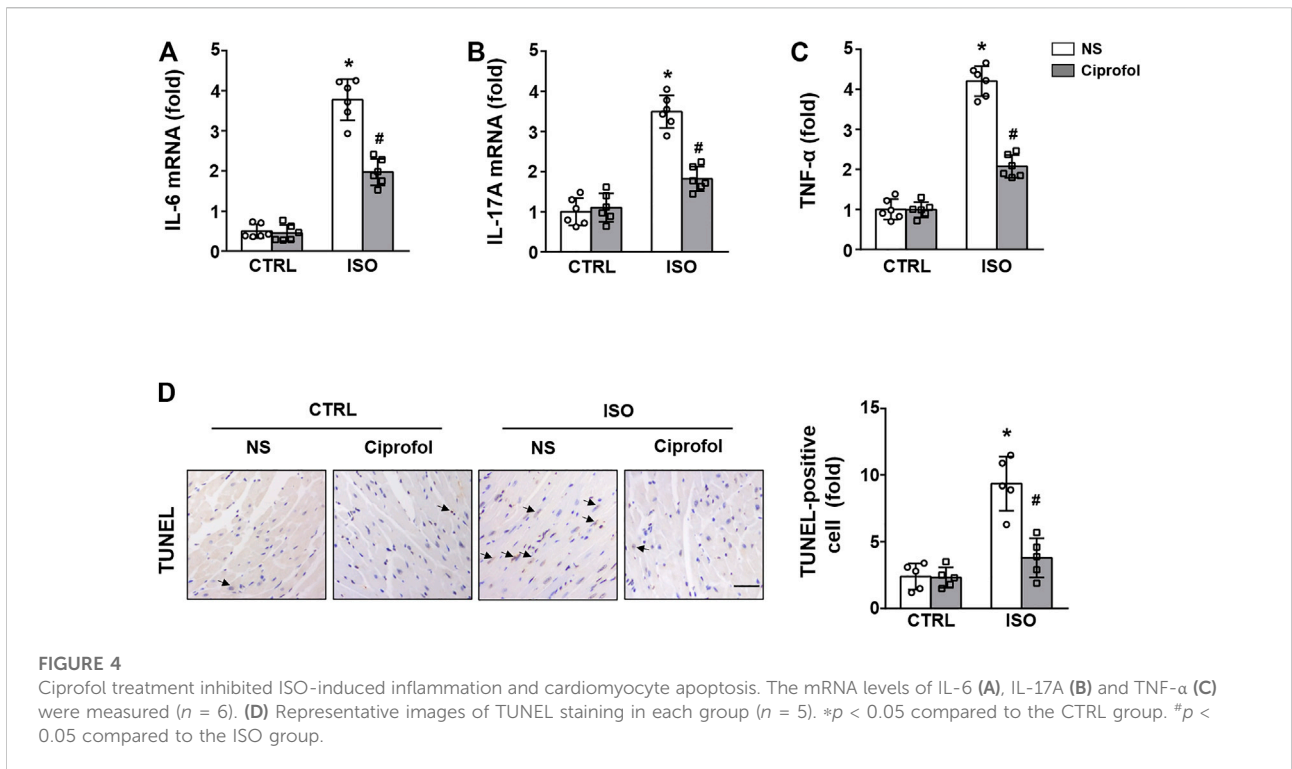 A
IL-6 mRNA (fold)
5
4
3
2
1
0
*
#
CTRL
ISO
B
IL-17A mRNA (fold)
5
4
3
2
1
0
*
#
CTRL
ISO
C
TNF-α (fold)
5
4
3
2
1
0
*
#
CTRL
ISO
NS
Ciprofol
D
CTRL
ISO
NS
Ciprofol
NS
Ciprofol
TUNEL
TUNEL-positive
cell (fold)
15
10
5
0
*
#
CTRL
ISO
FIGURE 4
Ciprofol treatment inhibited ISO-induced inflammation and cardiomyocyte apoptosis. The mRNA levels of IL-6 (A), IL-17A (B) and TNF-α (C)
were measured (n = 6). (D) Representative images of TUNEL staining in each group (n = 5). *p < 0.05 compared to the CTRL group. #p <
0.05 compared to the ISO group.